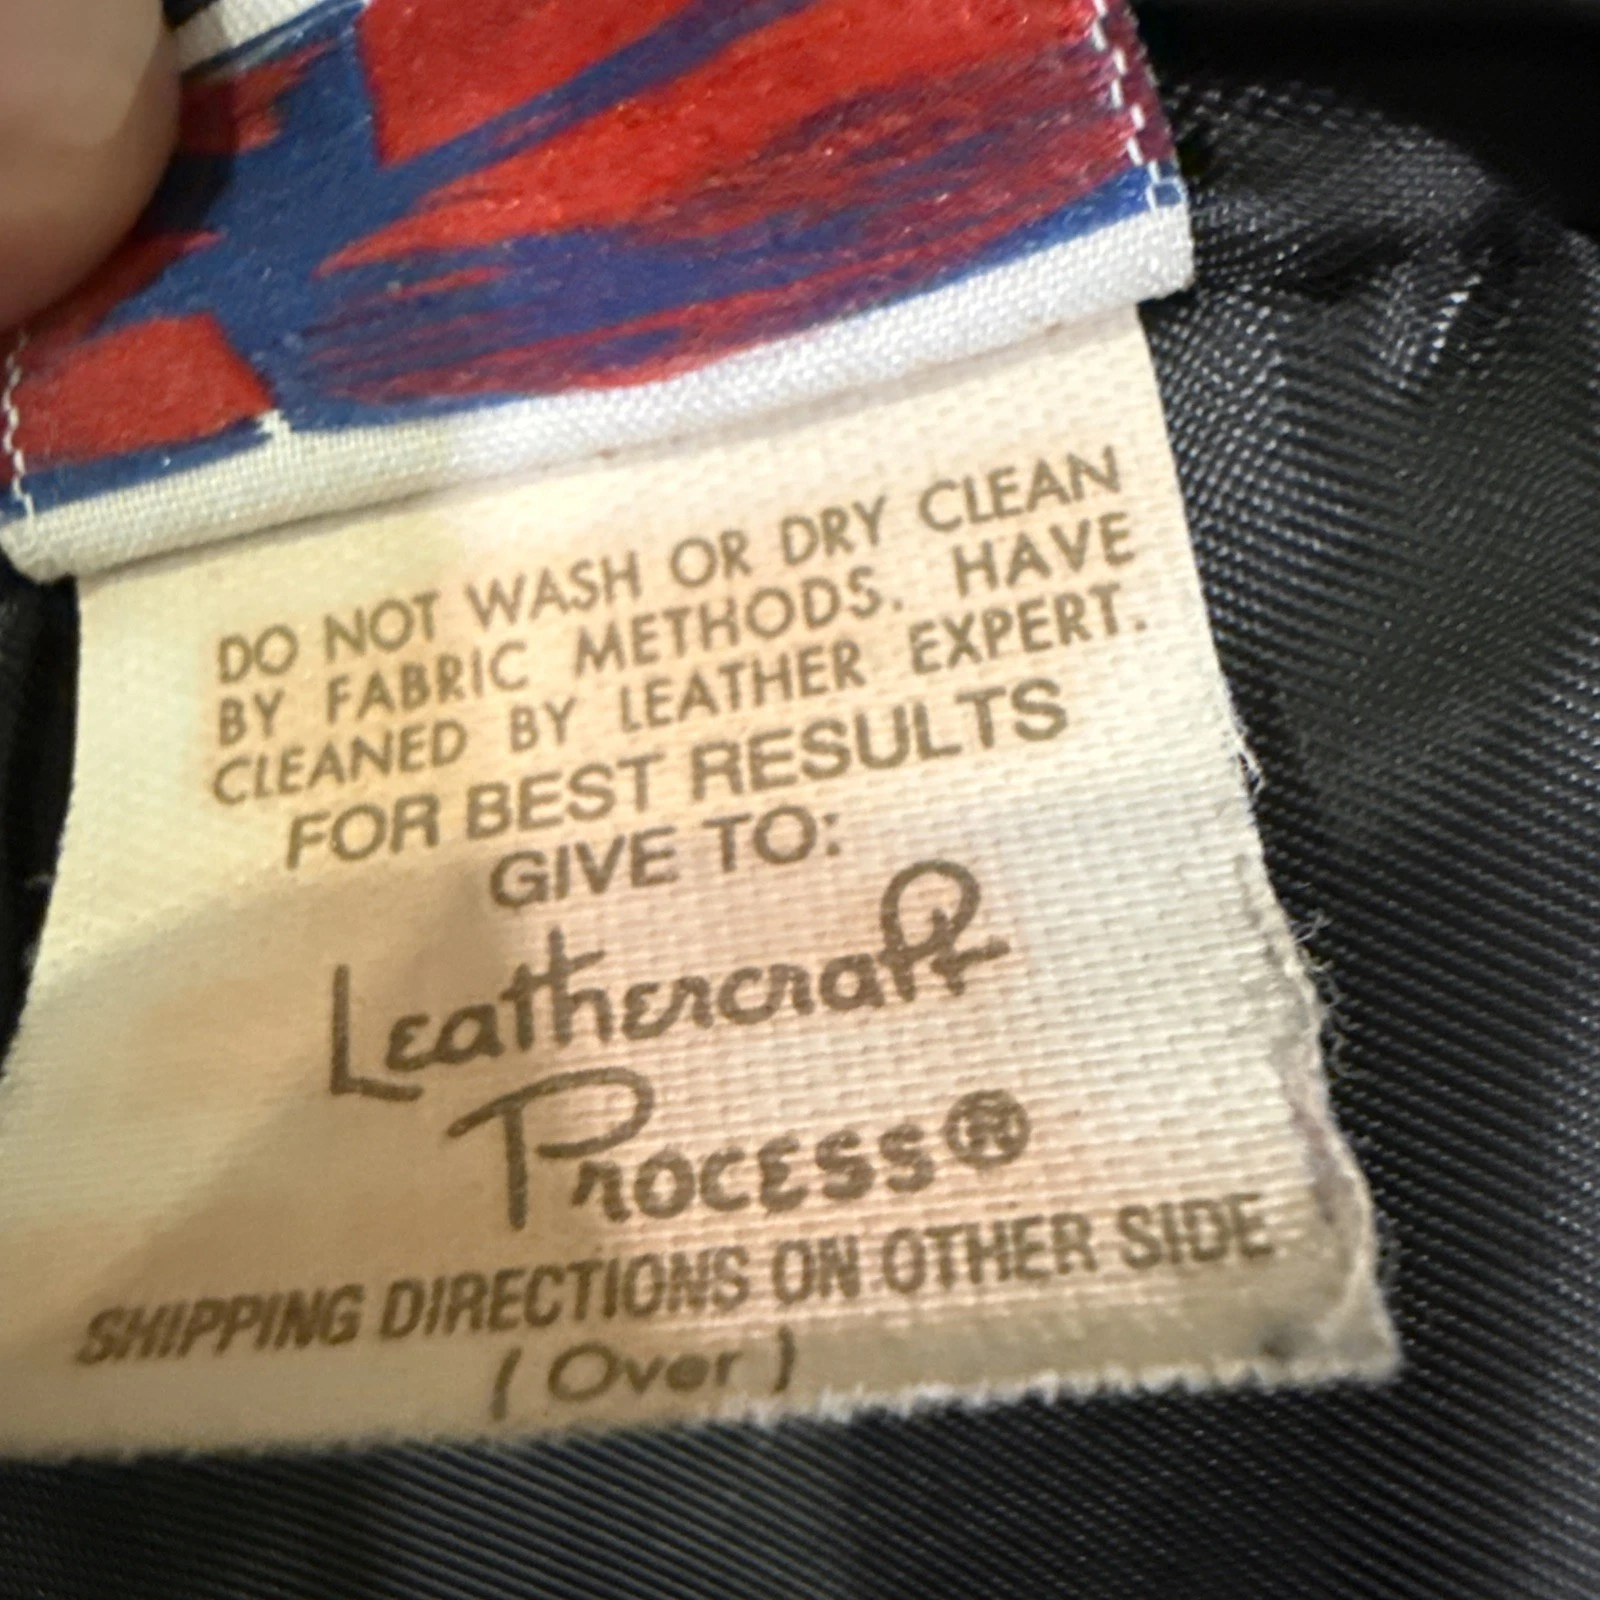 DO NOT WASH OR DRY CLEAN
BY FABRIC METHODS. HAVE
CLEANED BY LEATHER EXPERT.
FOR BEST RESULTS
GIVE TO:
Leathercraft
Process®
SHIPPING DIRECTIONS ON OTHER SIDE
( Over )